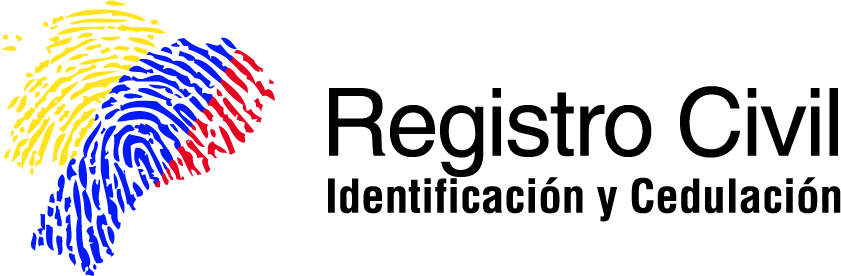 Registro Civil
Identificación y Cedulación